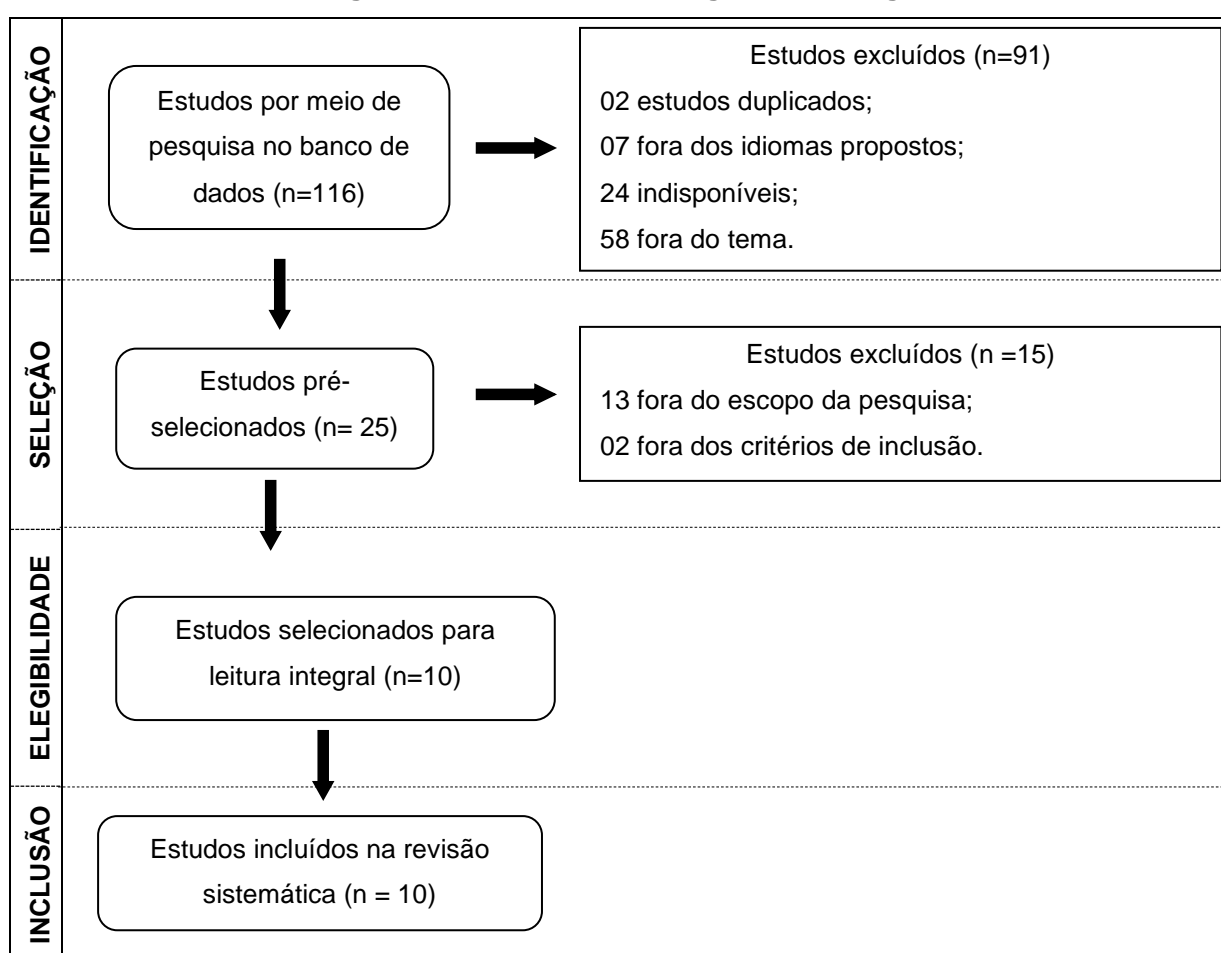 IDENTIFICAÇÃO
Estudos por meio de
pesquisa no banco de
dados (n=116)
Estudos excluídos (n=91)
02 estudos duplicados;
07 fora dos idiomas propostos;
24 indisponíveis;
58 fora do tema.
SELEÇÃO
Estudos pré-
selecionados (n= 25)
Estudos excluídos (n =15)
13 fora do escopo da pesquisa;
02 fora dos critérios de inclusão.
ELEGIBILIDADE
Estudos selecionados para
leitura integral (n=10)
INCLUSÃO
Estudos incluídos na revisão
sistemática (n = 10)